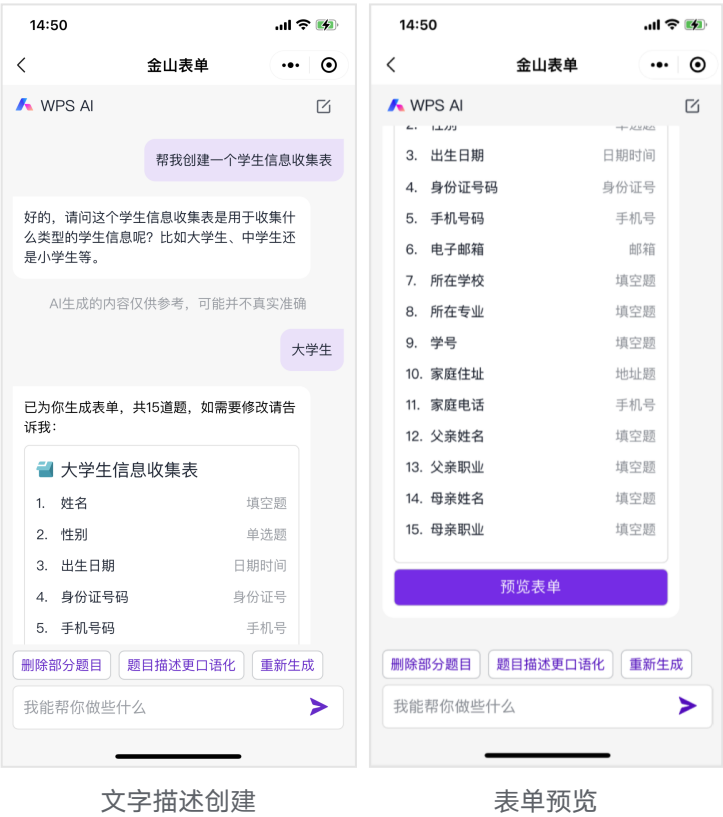 14:50
金山表单
WPS AI
帮我创建一个学生信息收集表
好的，请问这个学生信息收集表是用于收集什
么类型的学生信息呢？比如大学生、中学生还
是小学生等。
AI生成的内容仅供参考，可能并不真实准确
大学生
已为你生成表单，共15道题，如需要修改请告
诉我：
大学生信息收集表
1. 姓名 填空题
2. 性别 单选题
3. 出生日期 日期时间
4. 身份证号码 身份证号
5. 手机号码 手机号
删除部分题目 题目描述更口语化 重新生成
我能帮你做些什么
文字描述创建
14:50
金山表单
WPS AI
2. 性别 单选题
3. 出生日期 日期时间
4. 身份证号码 身份证号
5. 手机号码 手机号
6. 电子邮箱 邮箱
7. 所在学校 填空题
8. 所在专业 填空题
9. 学号 填空题
10. 家庭住址 地址题
11. 家庭电话 手机号
12. 父亲姓名 填空题
13. 父亲职业 填空题
14. 母亲姓名 填空题
15. 母亲职业 填空题
预览表单
删除部分题目 题目描述更口语化 重新生成
我能帮你做些什么
表单预览